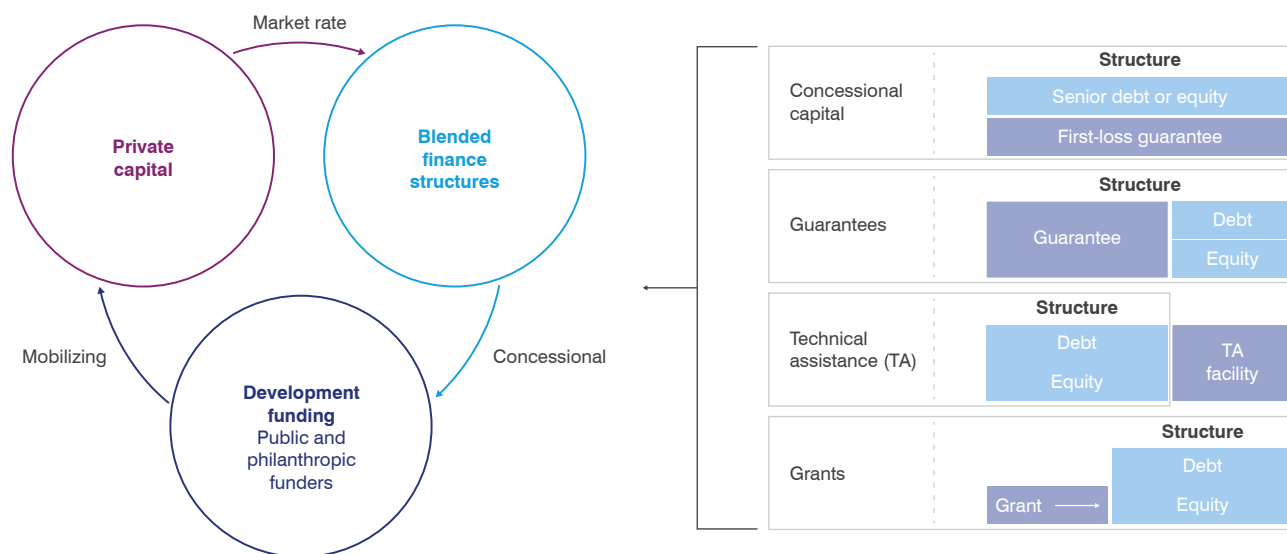 Market rate
Private
capital
Blended
finance
structures
Mobilizing
Concessional
Development
funding
Public and
philanthropic
funders
Concessional
capital
Structure
Senior debt or equity
First-loss guarantee
Guarantees
Structure
Guarantee
Debt
Equity
Technical
assistance (TA)
Structure
Debt
Equity
TA
facility
Grants
Structure
Grant
Debt
Equity